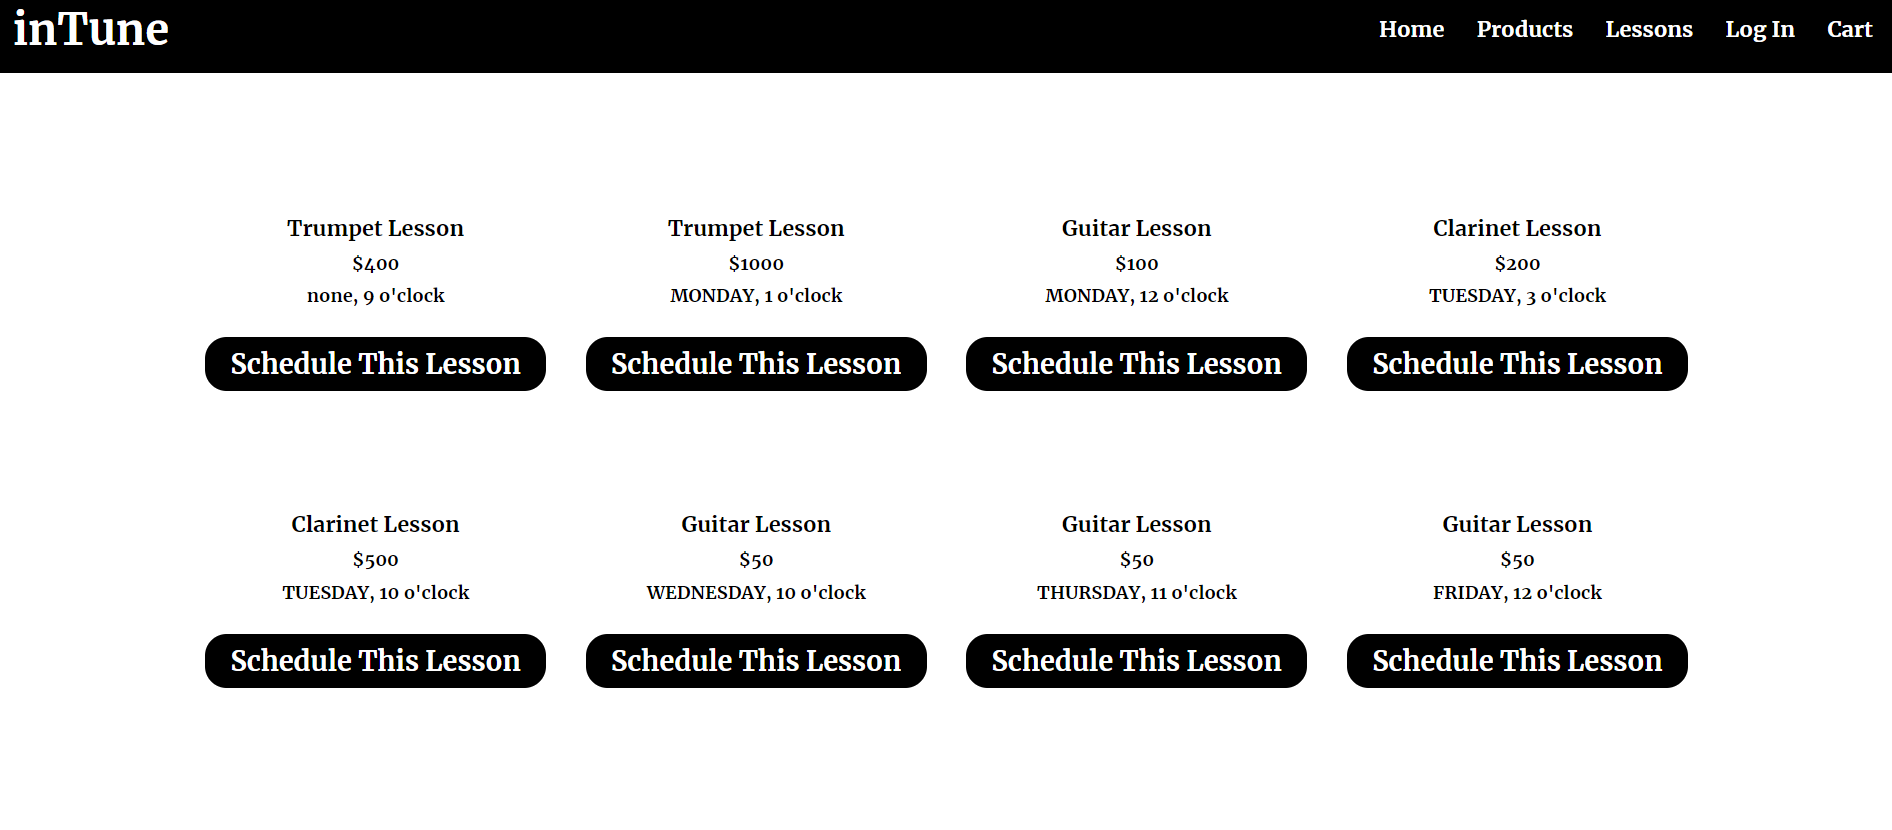 inTune
Home Products Lessons Log In Cart
Trumpet Lesson
$400
none, 9 o'clock
Schedule This Lesson
Trumpet Lesson
$1000
MONDAY, 1 o'clock
Schedule This Lesson
Guitar Lesson
$100
MONDAY, 12 o'clock
Schedule This Lesson
Clarinet Lesson
$200
TUESDAY, 3 o'clock
Schedule This Lesson
Clarinet Lesson
$500
TUESDAY, 10 o'clock
Schedule This Lesson
Guitar Lesson
$50
WEDNESDAY, 10 o'clock
Schedule This Lesson
Guitar Lesson
$50
THURSDAY, 11 o'clock
Schedule This Lesson
Guitar Lesson
$50
FRIDAY, 12 o'clock
Schedule This Lesson